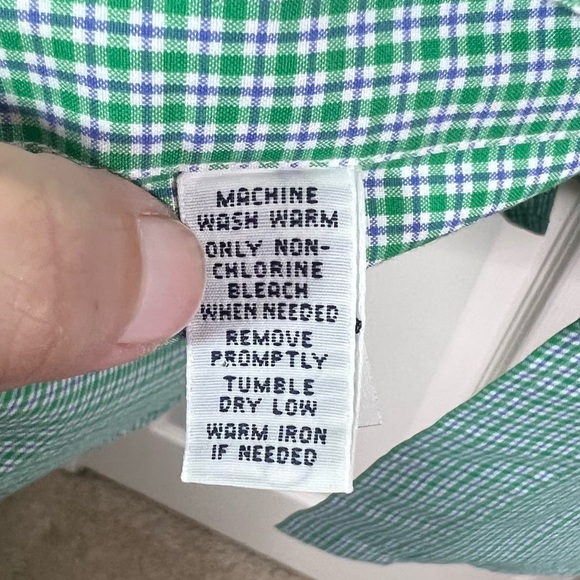 MACHINE
WASH WARM
ONLY NON-
CHLORINE
BLEACH
WHEN NEEDED
REMOVE
PROMPTLY
TUMBLE
DRY LOW
WARM IRON
IF NEEDED